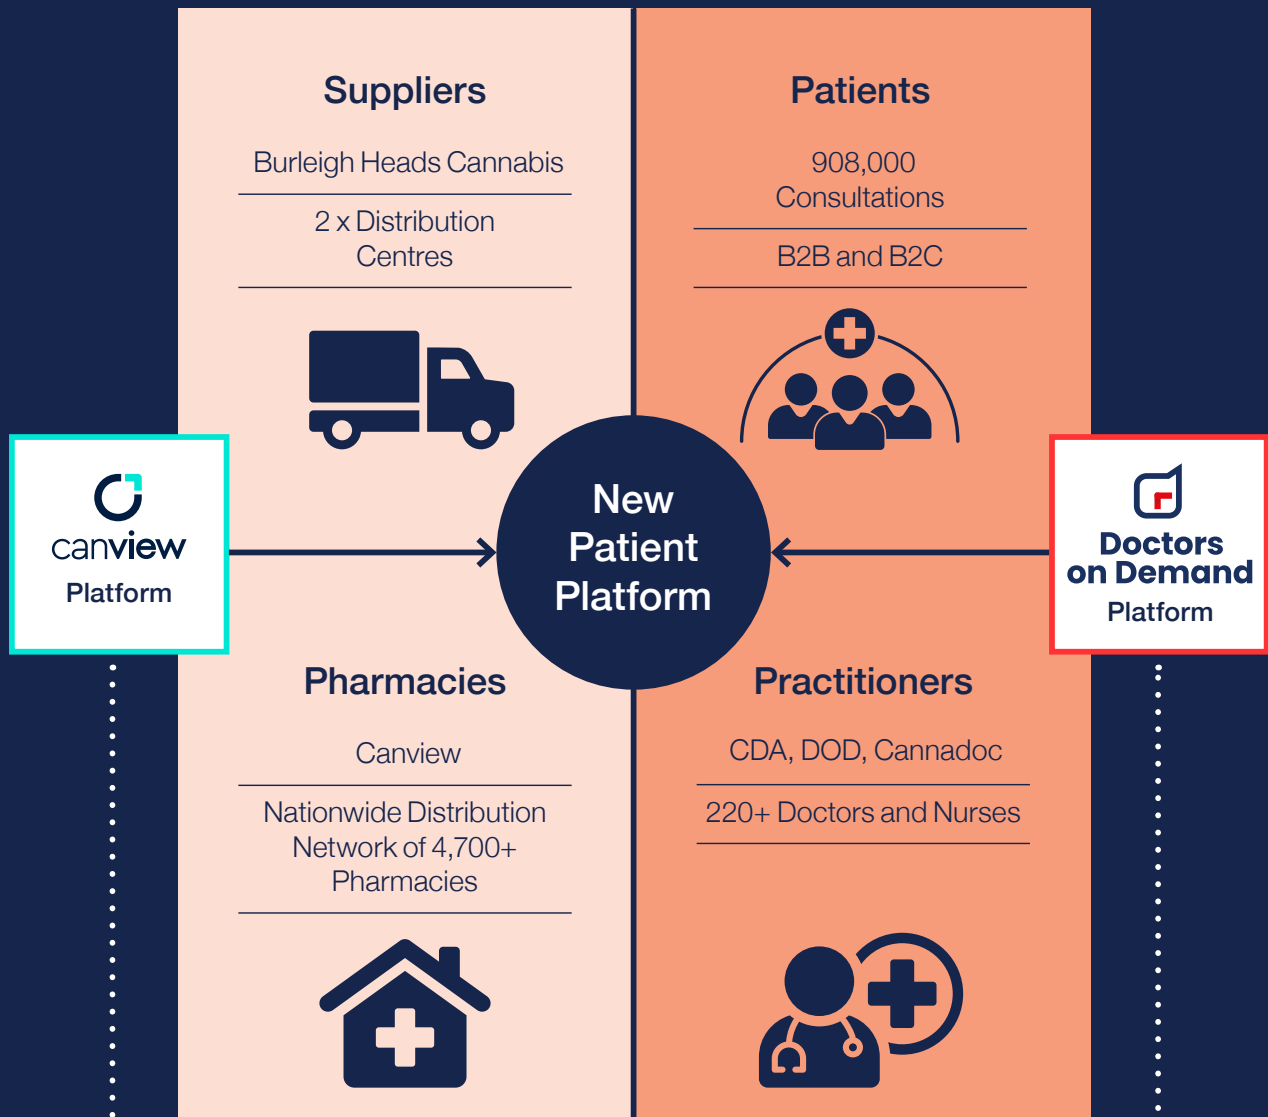 Suppliers
Burleigh Heads Cannabis
2 x Distribution
Centres
Patients
908,000
Consultations
B2B and B2C
canview
Platform
New
Patient
Platform
Doctors
on Demand
Platform
Pharmacies
Canview
Nationwide Distribution
Network of 4,700+
Pharmacies
Practitioners
CDA, DOD, Cannadoc
220+ Doctors and Nurses